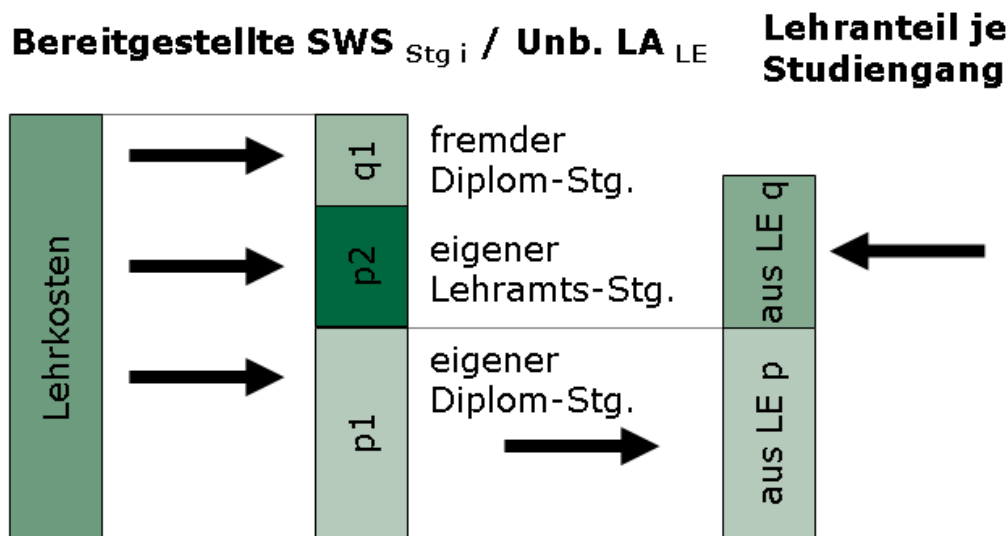 Bereitgestellte SWS Stg i / Unb. LA LE
Lehranteil je
Studiengang
Lehrkosten
q1
fremder
Diplom-Stg.
p2
eigener
Lehramts-Stg.
p1
eigener
Diplom-Stg.
aus LE q
aus LE p